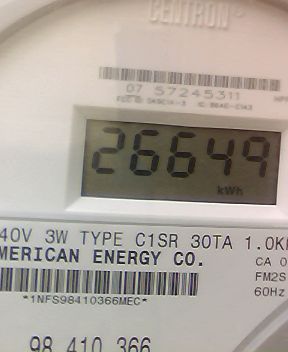 CENTRON®
07 57245311
26649
kWh
40V 3W TYPE C1SR 30TA 1.0K
MERICAN ENERGY CO.
CA 0
FM2S
*1NFS98410366MEC*
60Hz
98 410 366